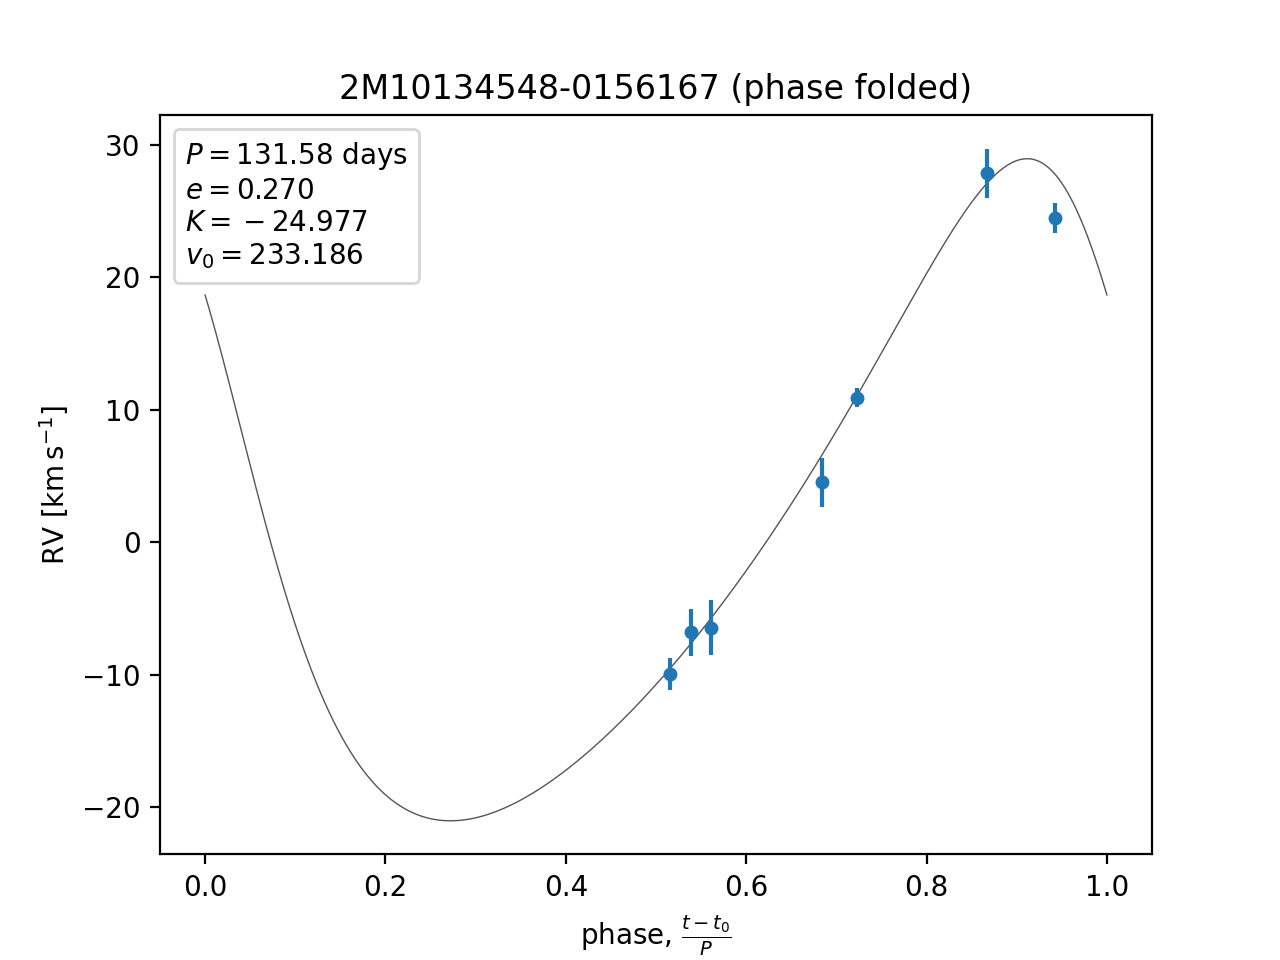 2M10134548-0156167 (phase folded)
P = 131.58 days
e = 0.270
K = −24.977
v₀ = 233.186
30
20
10
0
−10
−20
RV [km s⁻¹]
0.0 0.2 0.4 0.6 0.8 1.0
phase, (t − t₀)/P